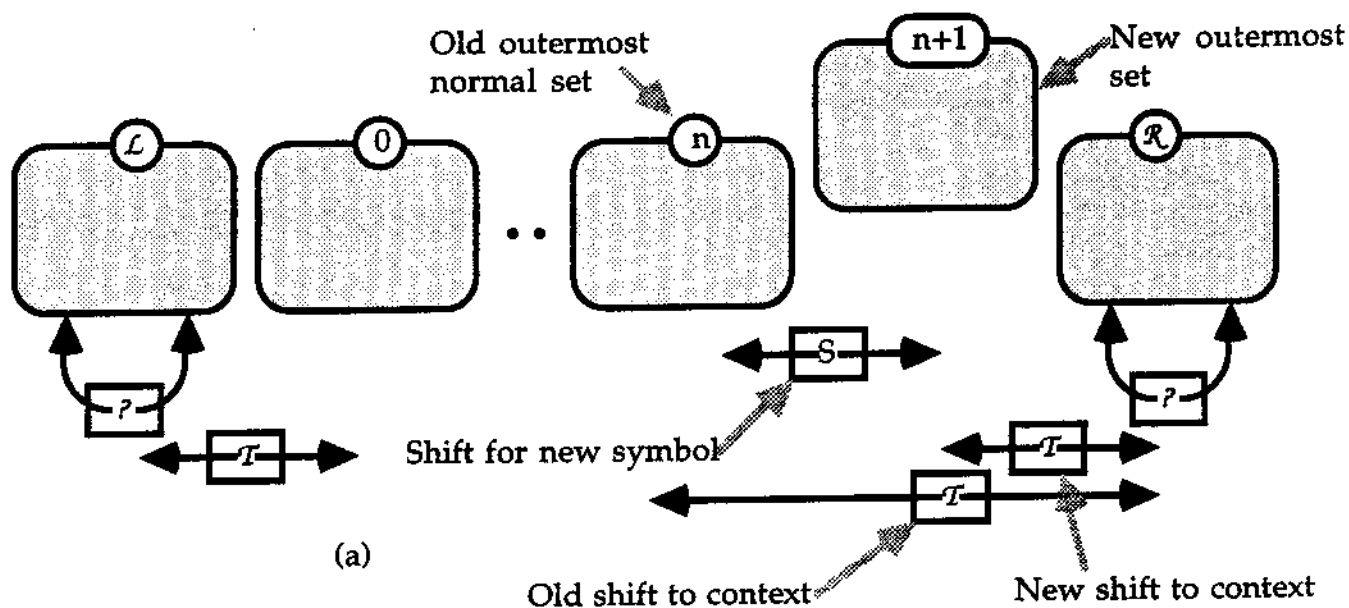 Old outermost
normal set
n+1
New outermost
set
ℒ
0
n
ℛ
S
?
?
Shift for new symbol
𝒯
𝒯
𝒯
(a)
Old shift to context
New shift to context